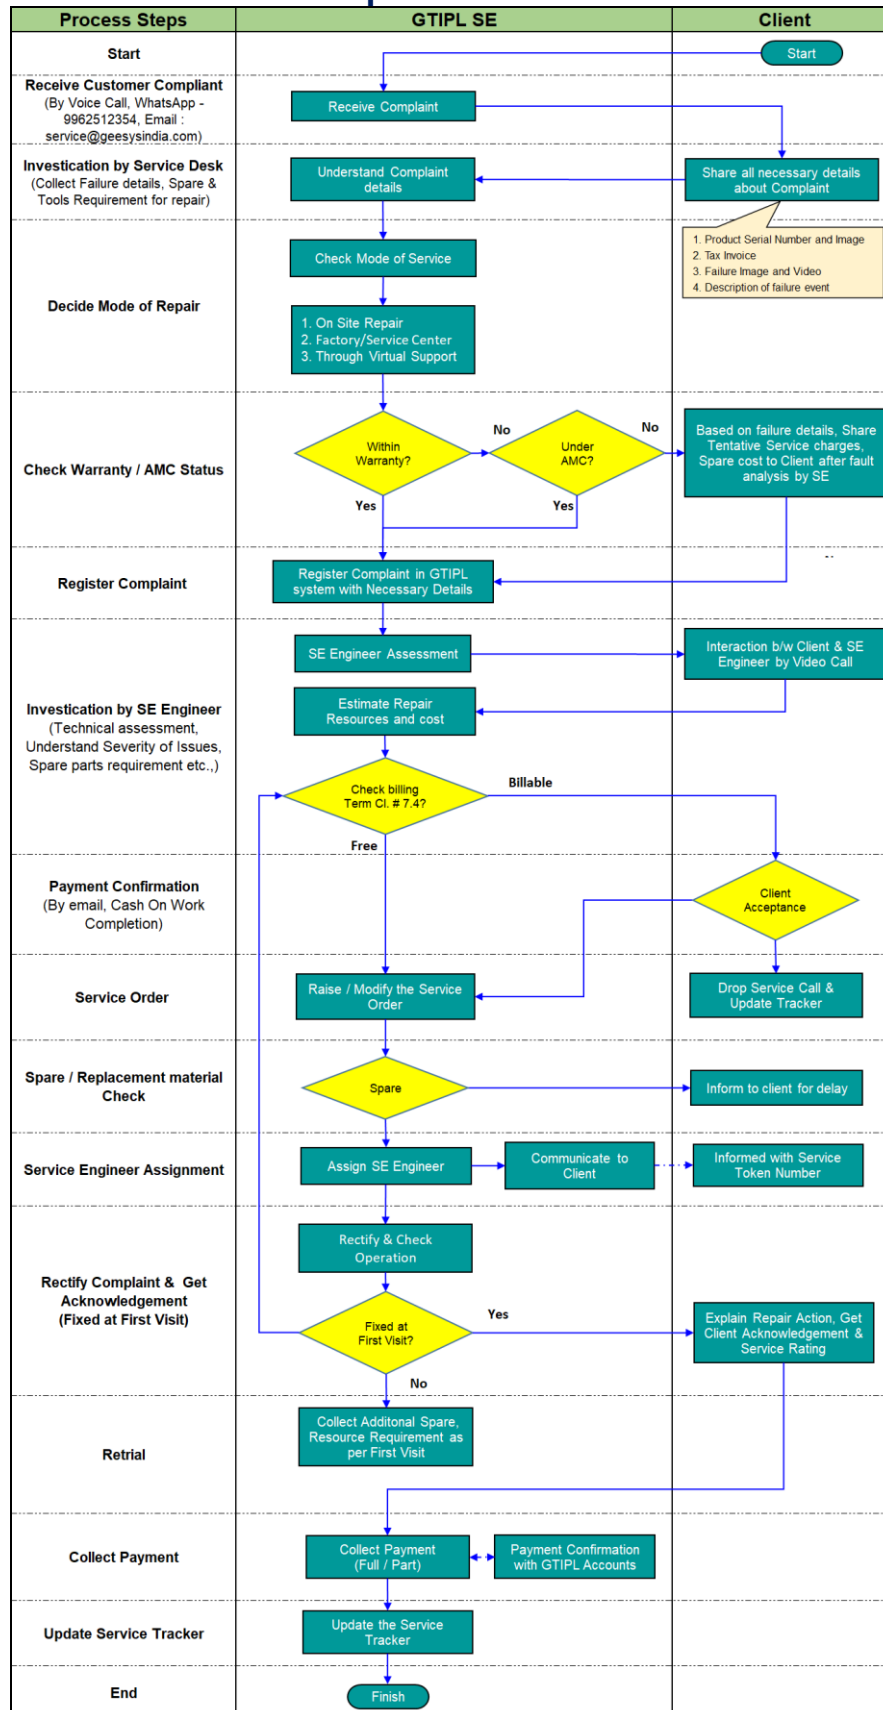 Process Steps
GTIPL SE
Client
Start
Start
Receive Customer Compliant
(By Voice Call, WhatsApp -
9962512354, Email :
service@geesysindia.com)
Receive Complaint
Investication by Service Desk
(Collect Failure details, Spare &
Tools Requirement for repair)
Understand Complaint
details
Share all necessary details
about Complaint
1. Product Serial Number and Image
2. Tax Invoice
3. Failure Image and Video
4. Description of failure event
Decide Mode of Repair
Check Mode of Service
1. On Site Repair
2. Factory/Service Center
3. Through Virtual Support
Check Warranty / AMC Status
Within
Warranty?
No
Under
AMC?
No
Based on failure details, Share
Tentative Service charges,
Spare cost to Client after fault
analysis by SE
Yes
Yes
Register Complaint
Register Complaint in GTIPL
system with Necessary Details
Investication by SE Engineer
(Technical assessment,
Understand Severity of Issues,
Spare parts requirement etc.,)
SE Engineer Assessment
Interaction b/w Client & SE
Engineer by Video Call
Estimate Repair
Resources and cost
Check billing
Term Cl. # 7.4?
Billable
Free
Payment Confirmation
(By email, Cash On Work
Completion)
Client
Acceptance
Service Order
Raise / Modify the Service
Order
Drop Service Call &
Update Tracker
Spare / Replacement material
Check
Spare
Inform to client for delay
Service Engineer Assignment
Assign SE Engineer
Communicate to
Client
Informed with Service
Token Number
Rectify Complaint & Get
Acknowledgement
(Fixed at First Visit)
Rectify & Check
Operation
Fixed at
First Visit?
Yes
Explain Repair Action, Get
Client Acknowledgement &
Service Rating
No
Retrial
Collect Additonal Spare,
Resource Requirement as
per First Visit
Collect Payment
Collect Payment
(Full / Part)
Payment Confirmation
with GTIPL Accounts
Update Service Tracker
Update the Service
Tracker
End
Finish